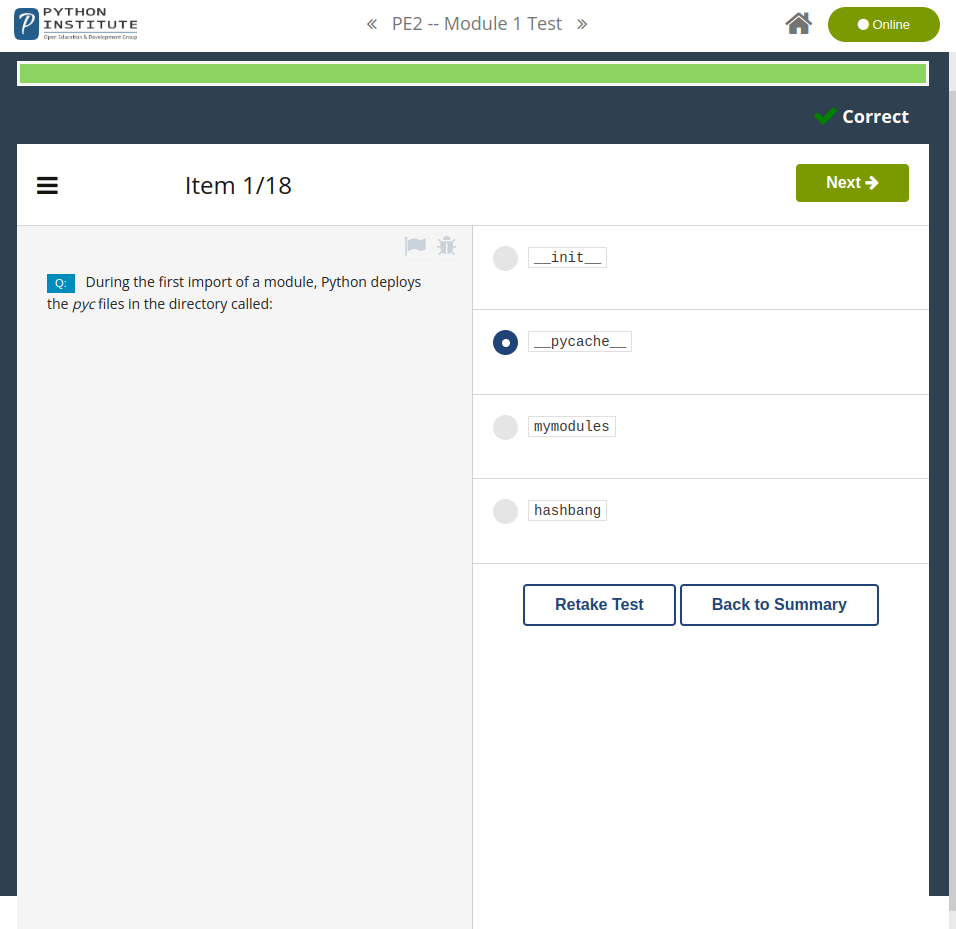 PYTHON
INSTITUTE
Open Education & Development Group
« PE2 -- Module 1 Test »
Online
Correct
Item 1/18
Next
Q: During the first import of a module, Python deploys
the pyc files in the directory called:
__init__
__pycache__
mymodules
hashbang
Retake Test
Back to Summary